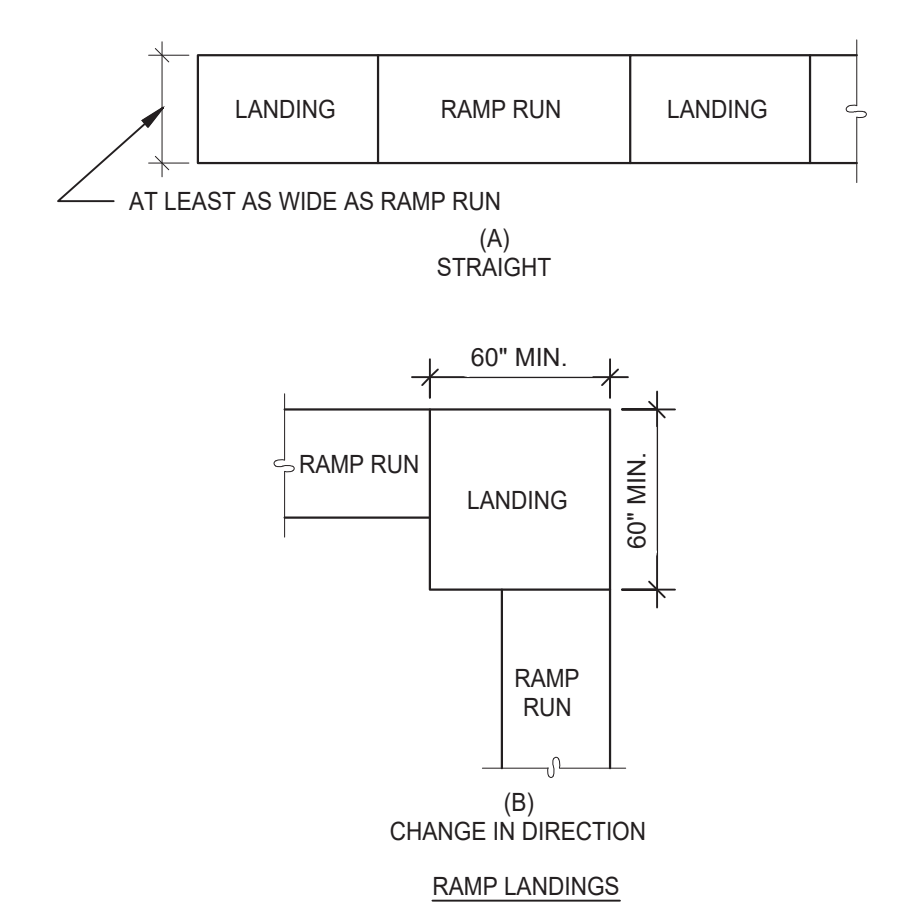 LANDING
RAMP RUN
LANDING
AT LEAST AS WIDE AS RAMP RUN
(A)
STRAIGHT
60" MIN.
RAMP RUN
LANDING
60" MIN.
RAMP
RUN
(B)
CHANGE IN DIRECTION
RAMP LANDINGS